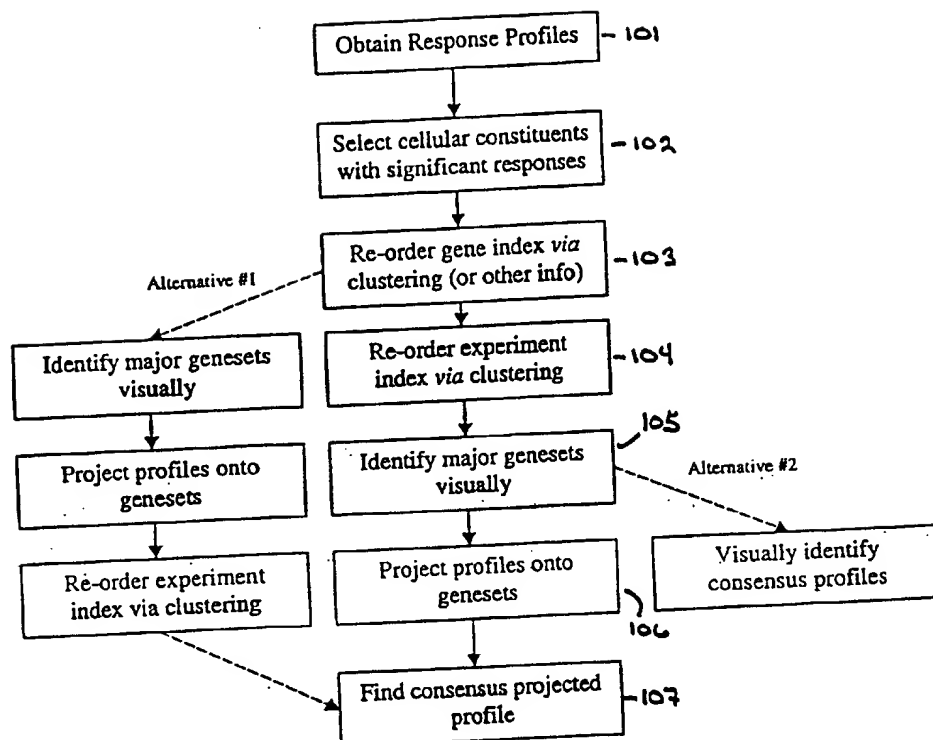 Obtain Response Profiles
101
Select cellular constituents
with significant responses
102
Re-order gene index via
clustering (or other info)
103
Alternative #1
Identify major genesets
visually
Re-order experiment
index via clustering
104
105
Project profiles onto
genesets
Identify major genesets
visually
Alternative #2
Re-order experiment
index via clustering
Project profiles onto
genesets
106
Visually identify
consensus profiles
Find consensus projected
profile
107